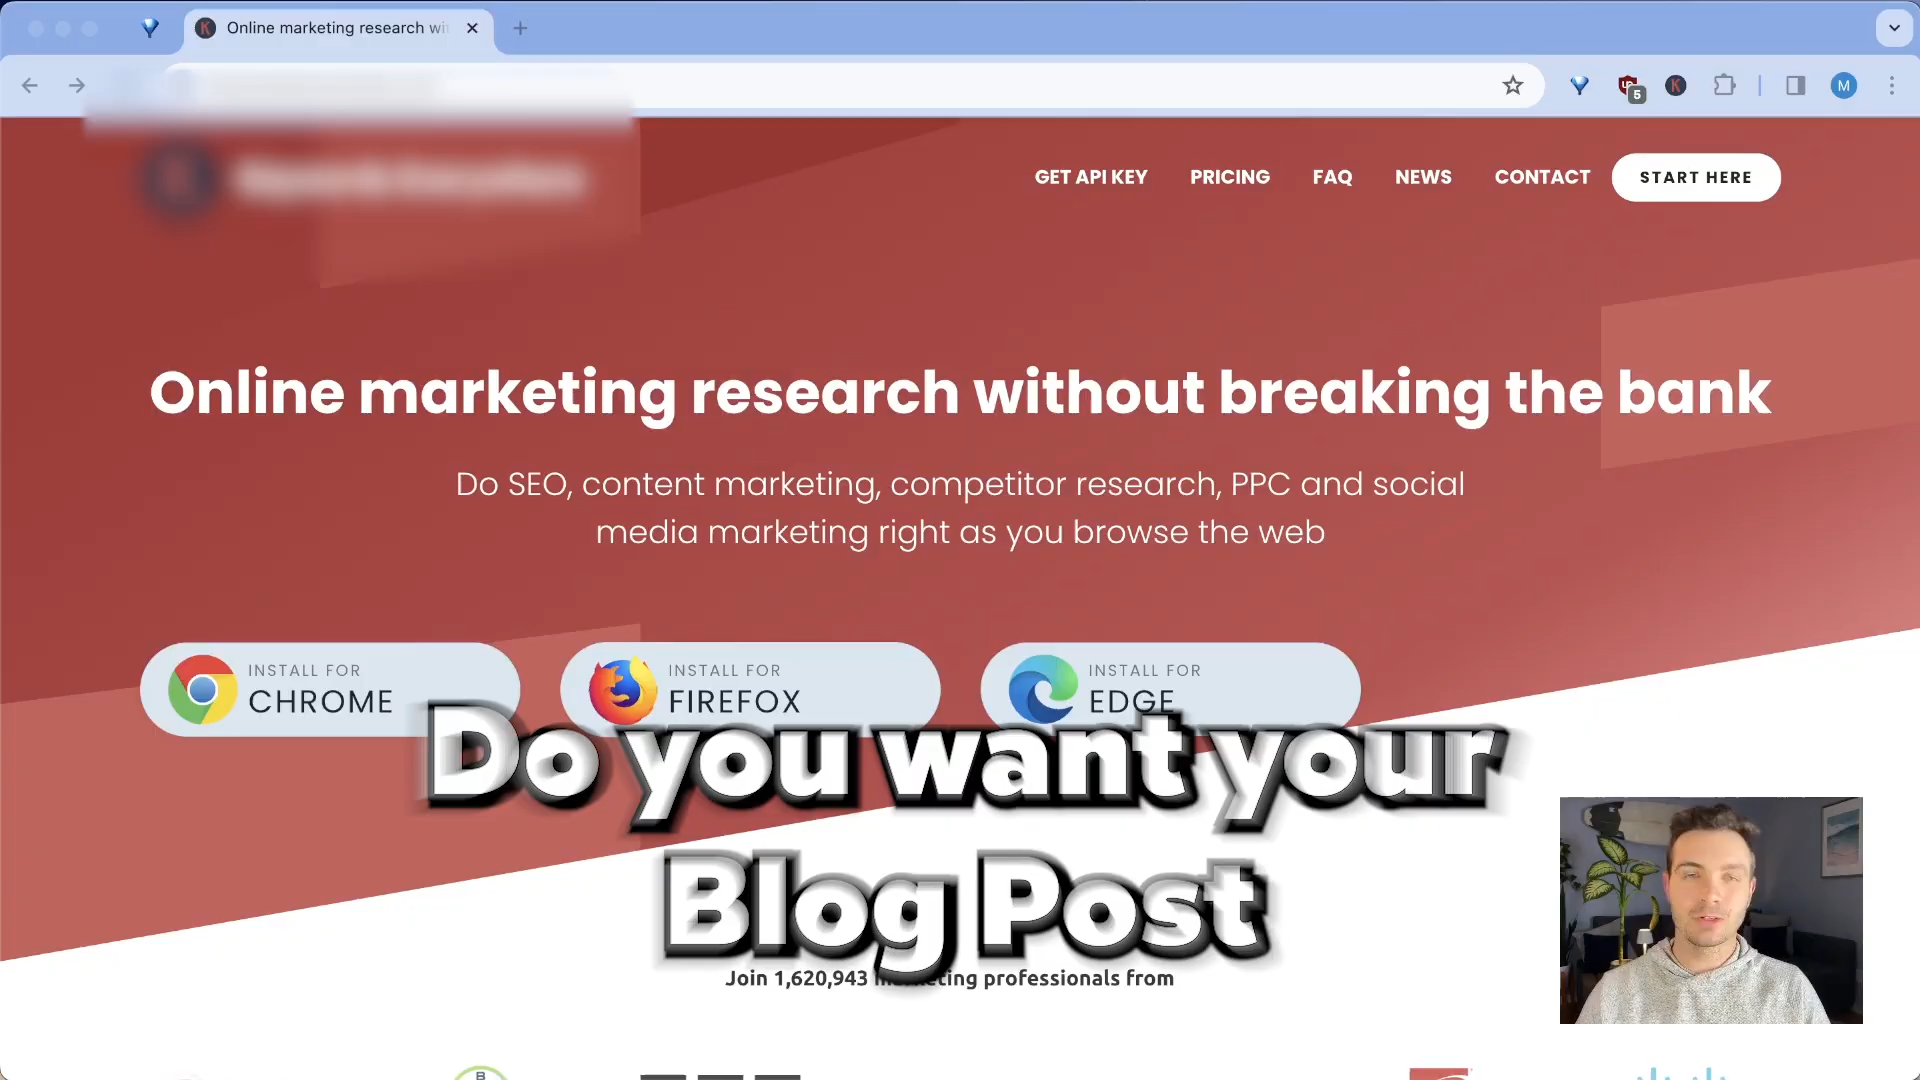 Online marketing research wi
5
M
GET API KEY
PRICING
FAQ
NEWS
CONTACT
START HERE
Online marketing research without breaking the bank
Do SEO, content marketing, competitor research, PPC and social
media marketing right as you browse the web
INSTALL FOR
CHROME
INSTALL FOR
FIREFOX
INSTALL FOR
EDGE
Do you want your
Blog Post
Join 1,620,943 marketing professionals from